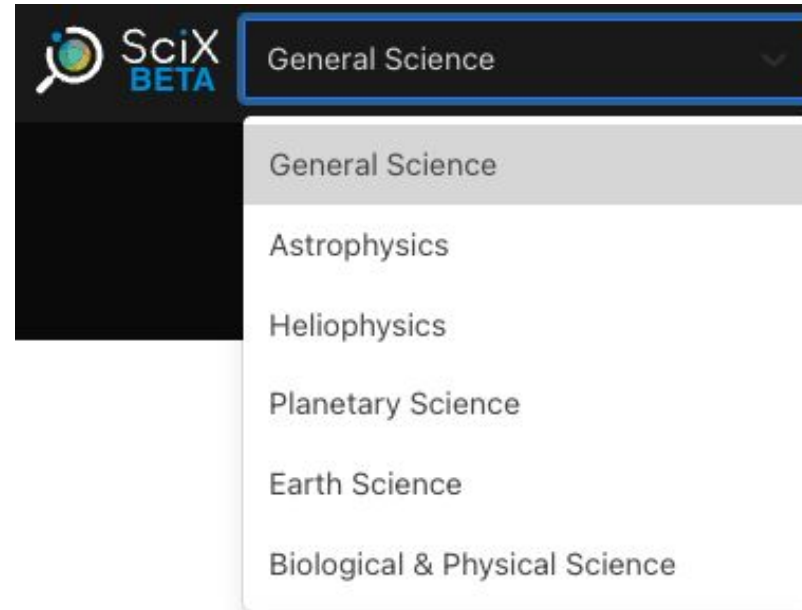 SciX
BETA
General Science
General Science
Astrophysics
Heliophysics
Planetary Science
Earth Science
Biological & Physical Science